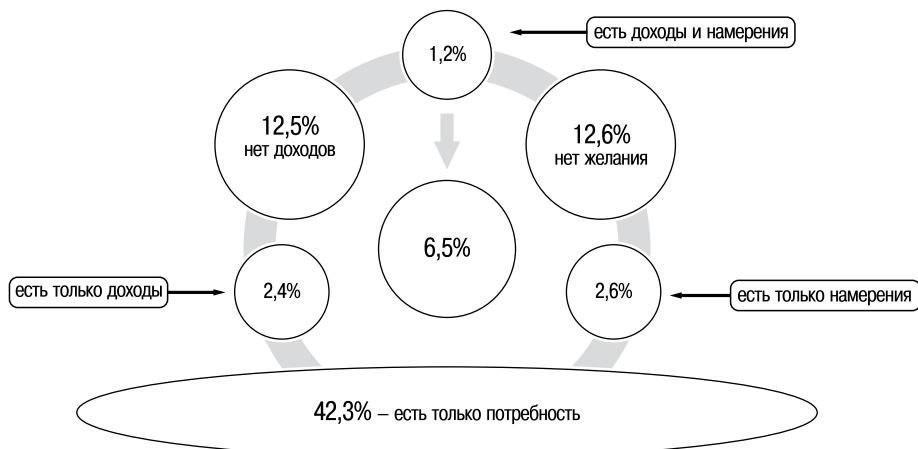 есть доходы и намерения
1,2%
12,5%
нет доходов
12,6%
нет желания
6,5%
есть только доходы
2,4%
2,6%
есть только намерения
42,3% – есть только потребность